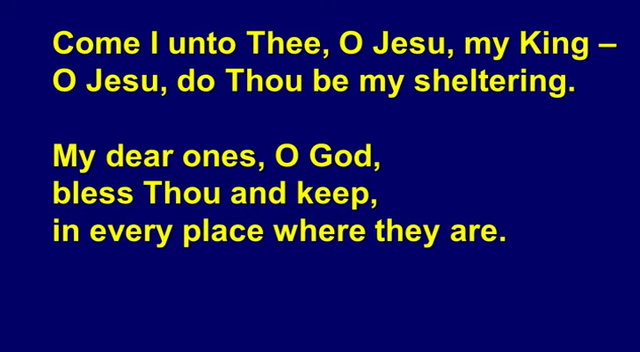 Come I unto Thee, O Jesu, my King –
O Jesu, do Thou be my sheltering.
My dear ones, O God,
bless Thou and keep,
in every place where they are.